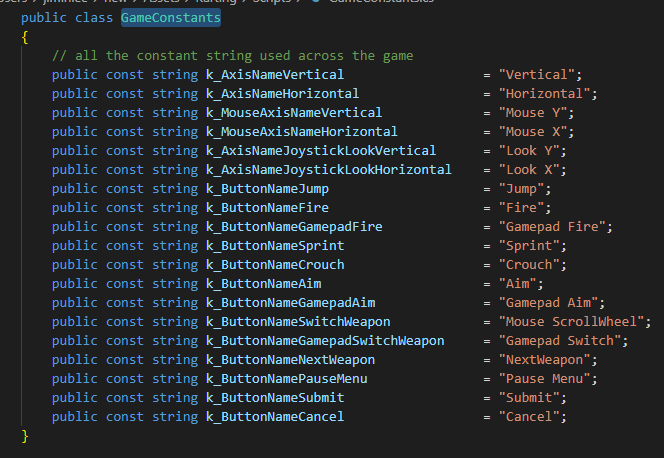 public class GameConstants
{
// all the constant string used across the game
public const string k_AxisNameVertical = "Vertical";
public const string k_AxisNameHorizontal = "Horizontal";
public const string k_MouseAxisNameVertical = "Mouse Y";
public const string k_MouseAxisNameHorizontal = "Mouse X";
public const string k_AxisNameJoystickLookVertical = "Look Y";
public const string k_AxisNameJoystickLookHorizontal = "Look X";
public const string k_ButtonNameJump = "Jump";
public const string k_ButtonNameFire = "Fire";
public const string k_ButtonNameGamepadFire = "Gamepad Fire";
public const string k_ButtonNameSprint = "Sprint";
public const string k_ButtonNameCrouch = "Crouch";
public const string k_ButtonNameAim = "Aim";
public const string k_ButtonNameGamepadAim = "Gamepad Aim";
public const string k_ButtonNameSwitchWeapon = "Mouse ScrollWheel";
public const string k_ButtonNameGamepadSwitchWeapon = "Gamepad Switch";
public const string k_ButtonNameNextWeapon = "NextWeapon";
public const string k_ButtonNamePauseMenu = "Pause Menu";
public const string k_ButtonNameSubmit = "Submit";
public const string k_ButtonNameCancel = "Cancel";
}